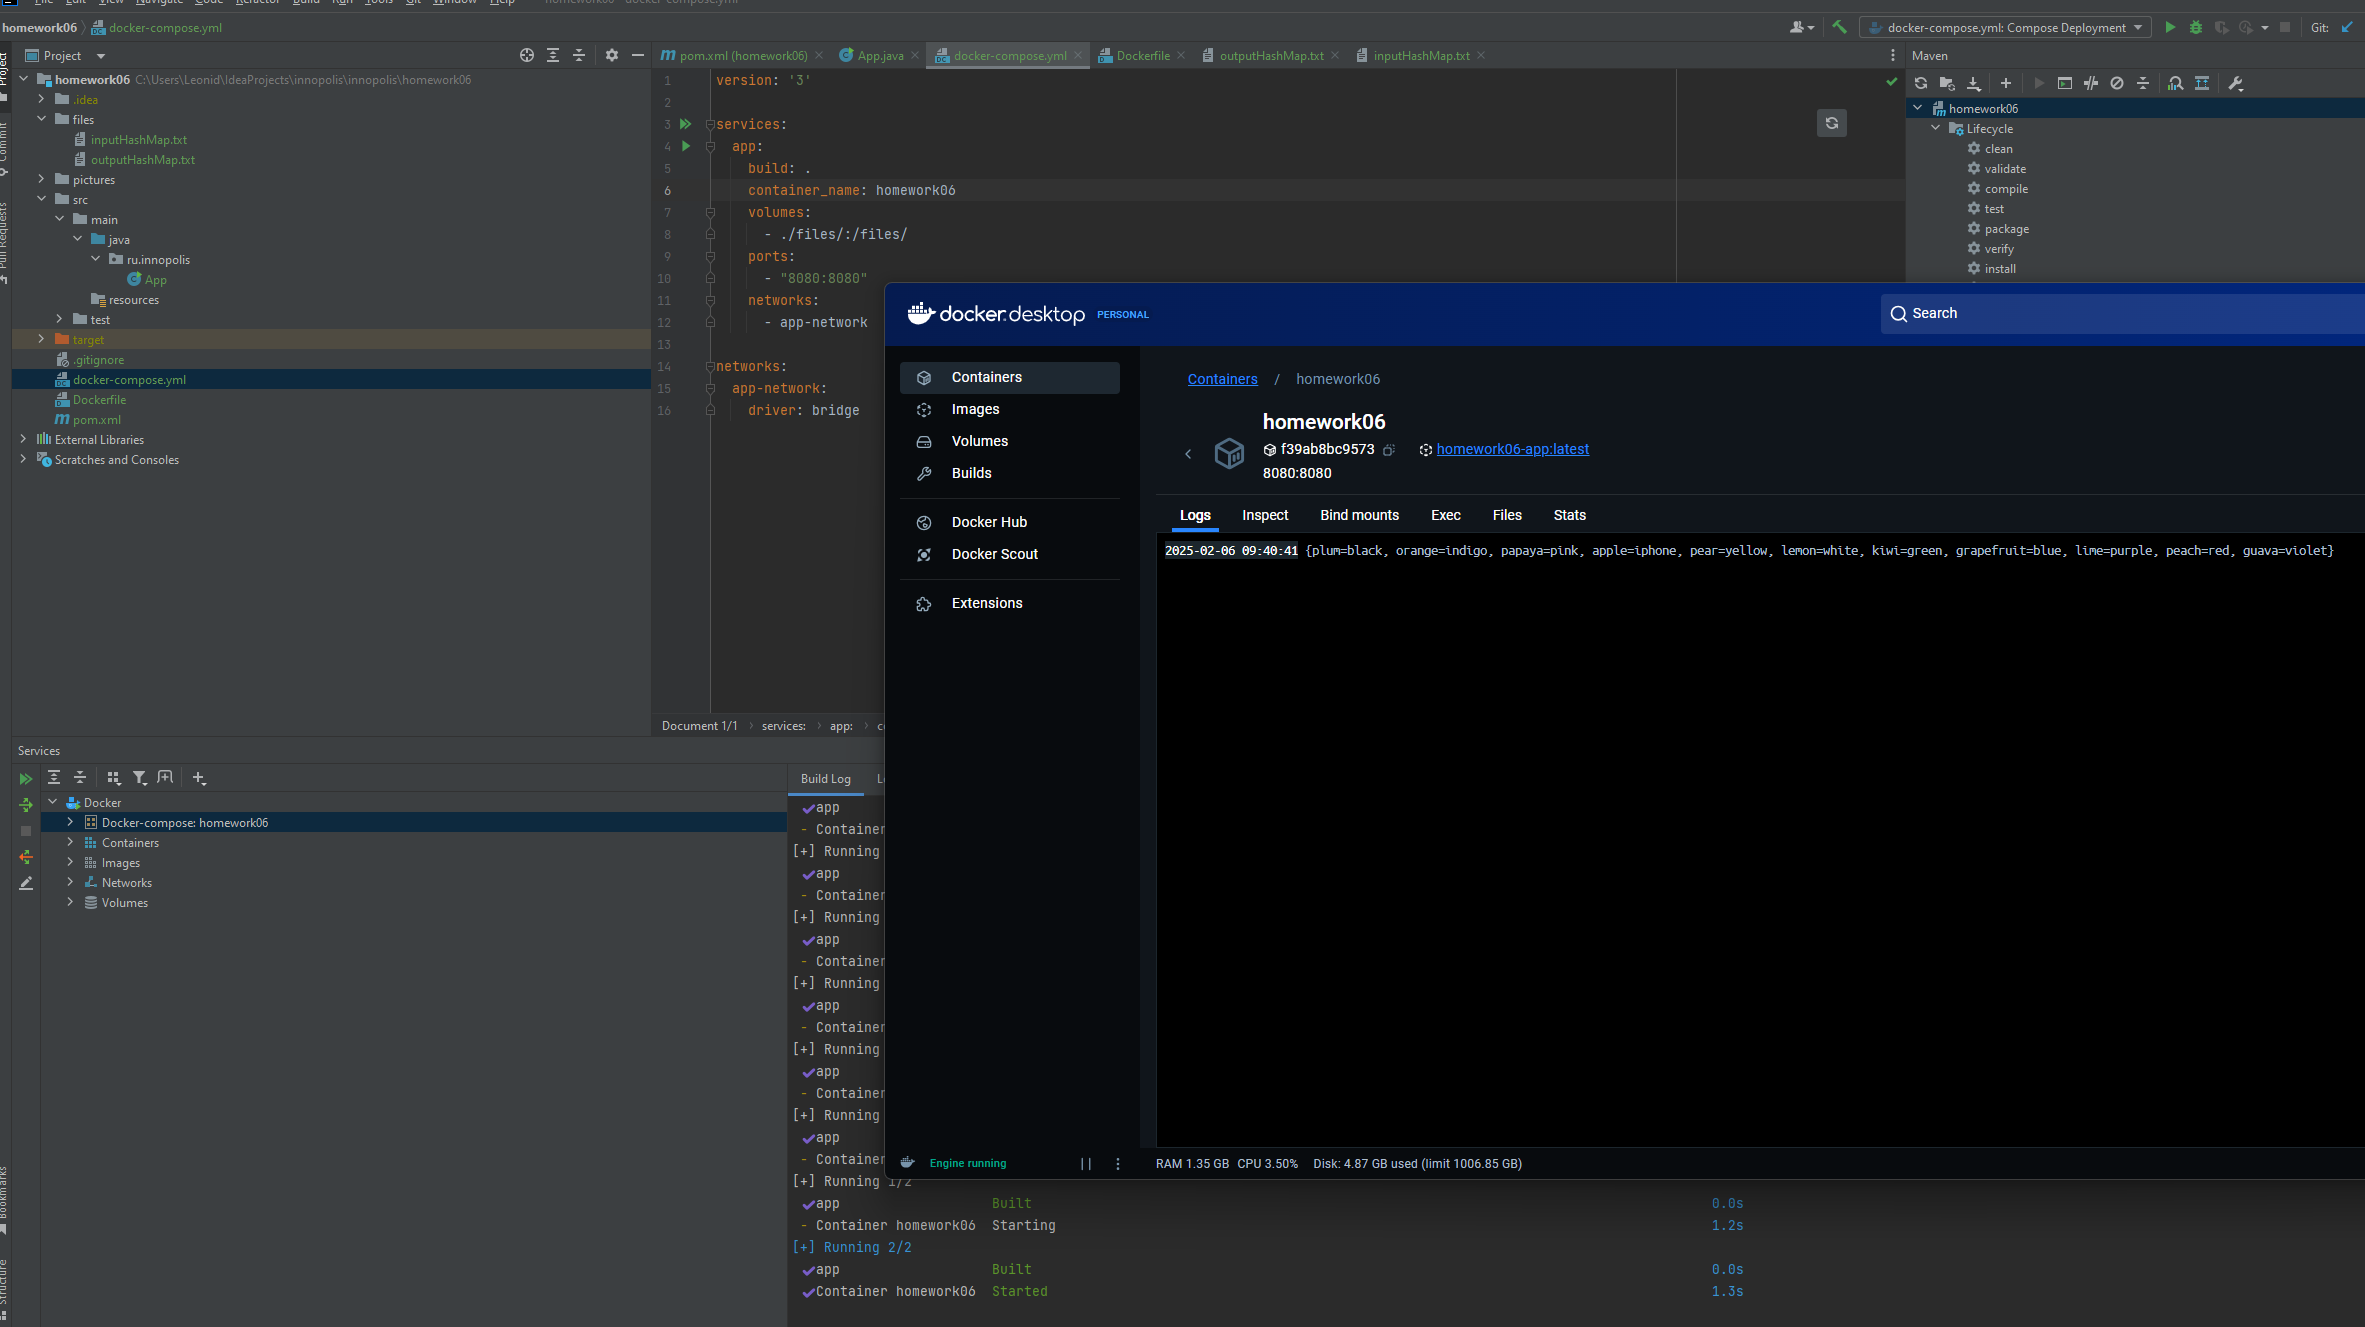 File Edit View Navigate Code Refactor Build Run Tools Git Window Help homework06 - docker-compose.yml
homework06 docker-compose.yml
docker-compose.yml: Compose Deployment
Git:
Project
pom.xml (homework06)
App.java
docker-compose.yml
Dockerfile
outputHashMap.txt
inputHashMap.txt
Maven
Project
Commit
Pull Requests
Bookmarks
Structure
homework06 C:\Users\Leonid\IdeaProjects\innopolis\innopolis\homework06
.idea
files
inputHashMap.txt
outputHashMap.txt
pictures
src
main
java
ru.innopolis
App
resources
test
target
.gitignore
docker-compose.yml
Dockerfile
pom.xml
External Libraries
Scratches and Consoles
1 version: '3'
2
3 services:
4 app:
5 build: .
6 container_name: homework06
7 volumes:
8 - ./files/:/files/
9 ports:
10 - "8080:8080"
11 networks:
12 - app-network
13
14 networks:
15 app-network:
16 driver: bridge
Document 1/1 services: app:
homework06
Lifecycle
clean
validate
compile
test
package
verify
install
docker.desktop PERSONAL
Search
Containers
Images
Volumes
Builds
Docker Hub
Docker Scout
Extensions
Containers / homework06
homework06
f39ab8bc9573 homework06-app:latest
8080:8080
Logs Inspect Bind mounts Exec Files Stats
2025-02-06 09:40:41 {plum=black, orange=indigo, papaya=pink, apple=iphone, pear=yellow, lemon=white, kiwi=green, grapefruit=blue, lime=purple, peach=red, guava=violet}
Engine running
RAM 1.35 GB CPU 3.50% Disk: 4.87 GB used (limit 1006.85 GB)
Services
Docker
Docker-compose: homework06
Containers
Images
Networks
Volumes
Build Log
app
- Container
[+] Running
app
- Container
[+] Running
app
- Container
[+] Running
app
- Container
[+] Running
app
- Container
[+] Running
app
- Container
[+] Running 1/2
app Built 0.0s
- Container homework06 Starting 1.2s
[+] Running 2/2
app Built 0.0s
Container homework06 Started 1.3s